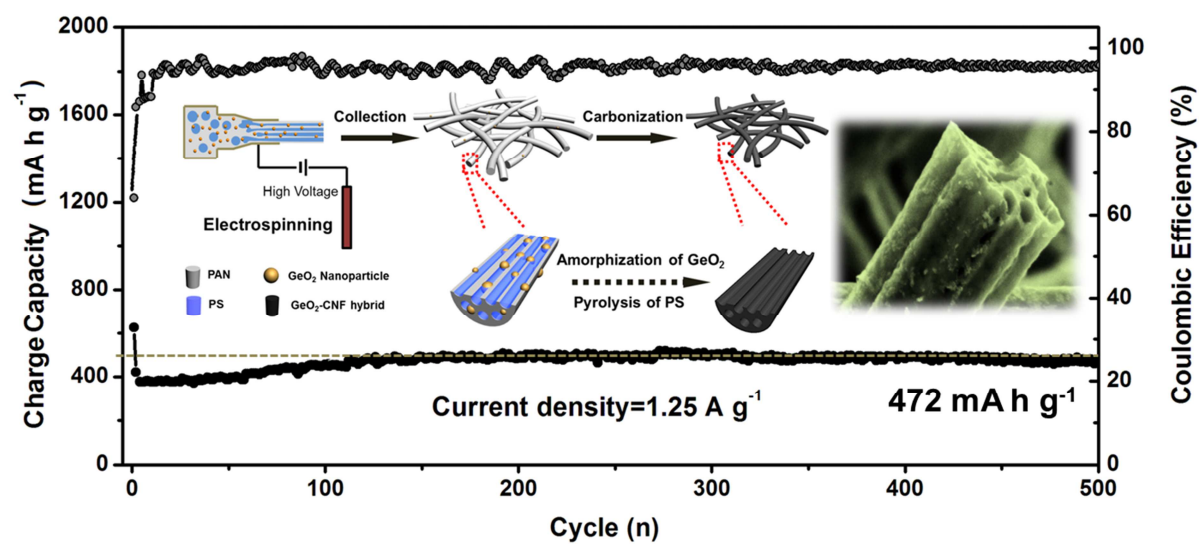 Charge Capacity (mA h g⁻¹)
2000
1600
1200
800
400
0
Collection
Carbonization
High Voltage
Electrospinning
PAN
GeO₂ Nanoparticle
PS
GeO₂-CNF hybrid
Amorphization of GeO₂
Pyrolysis of PS
Current density=1.25 A g⁻¹
472 mA h g⁻¹
100
80
60
40
20
0
Coulombic Efficiency (%)
0 100 200 300 400 500
Cycle (n)